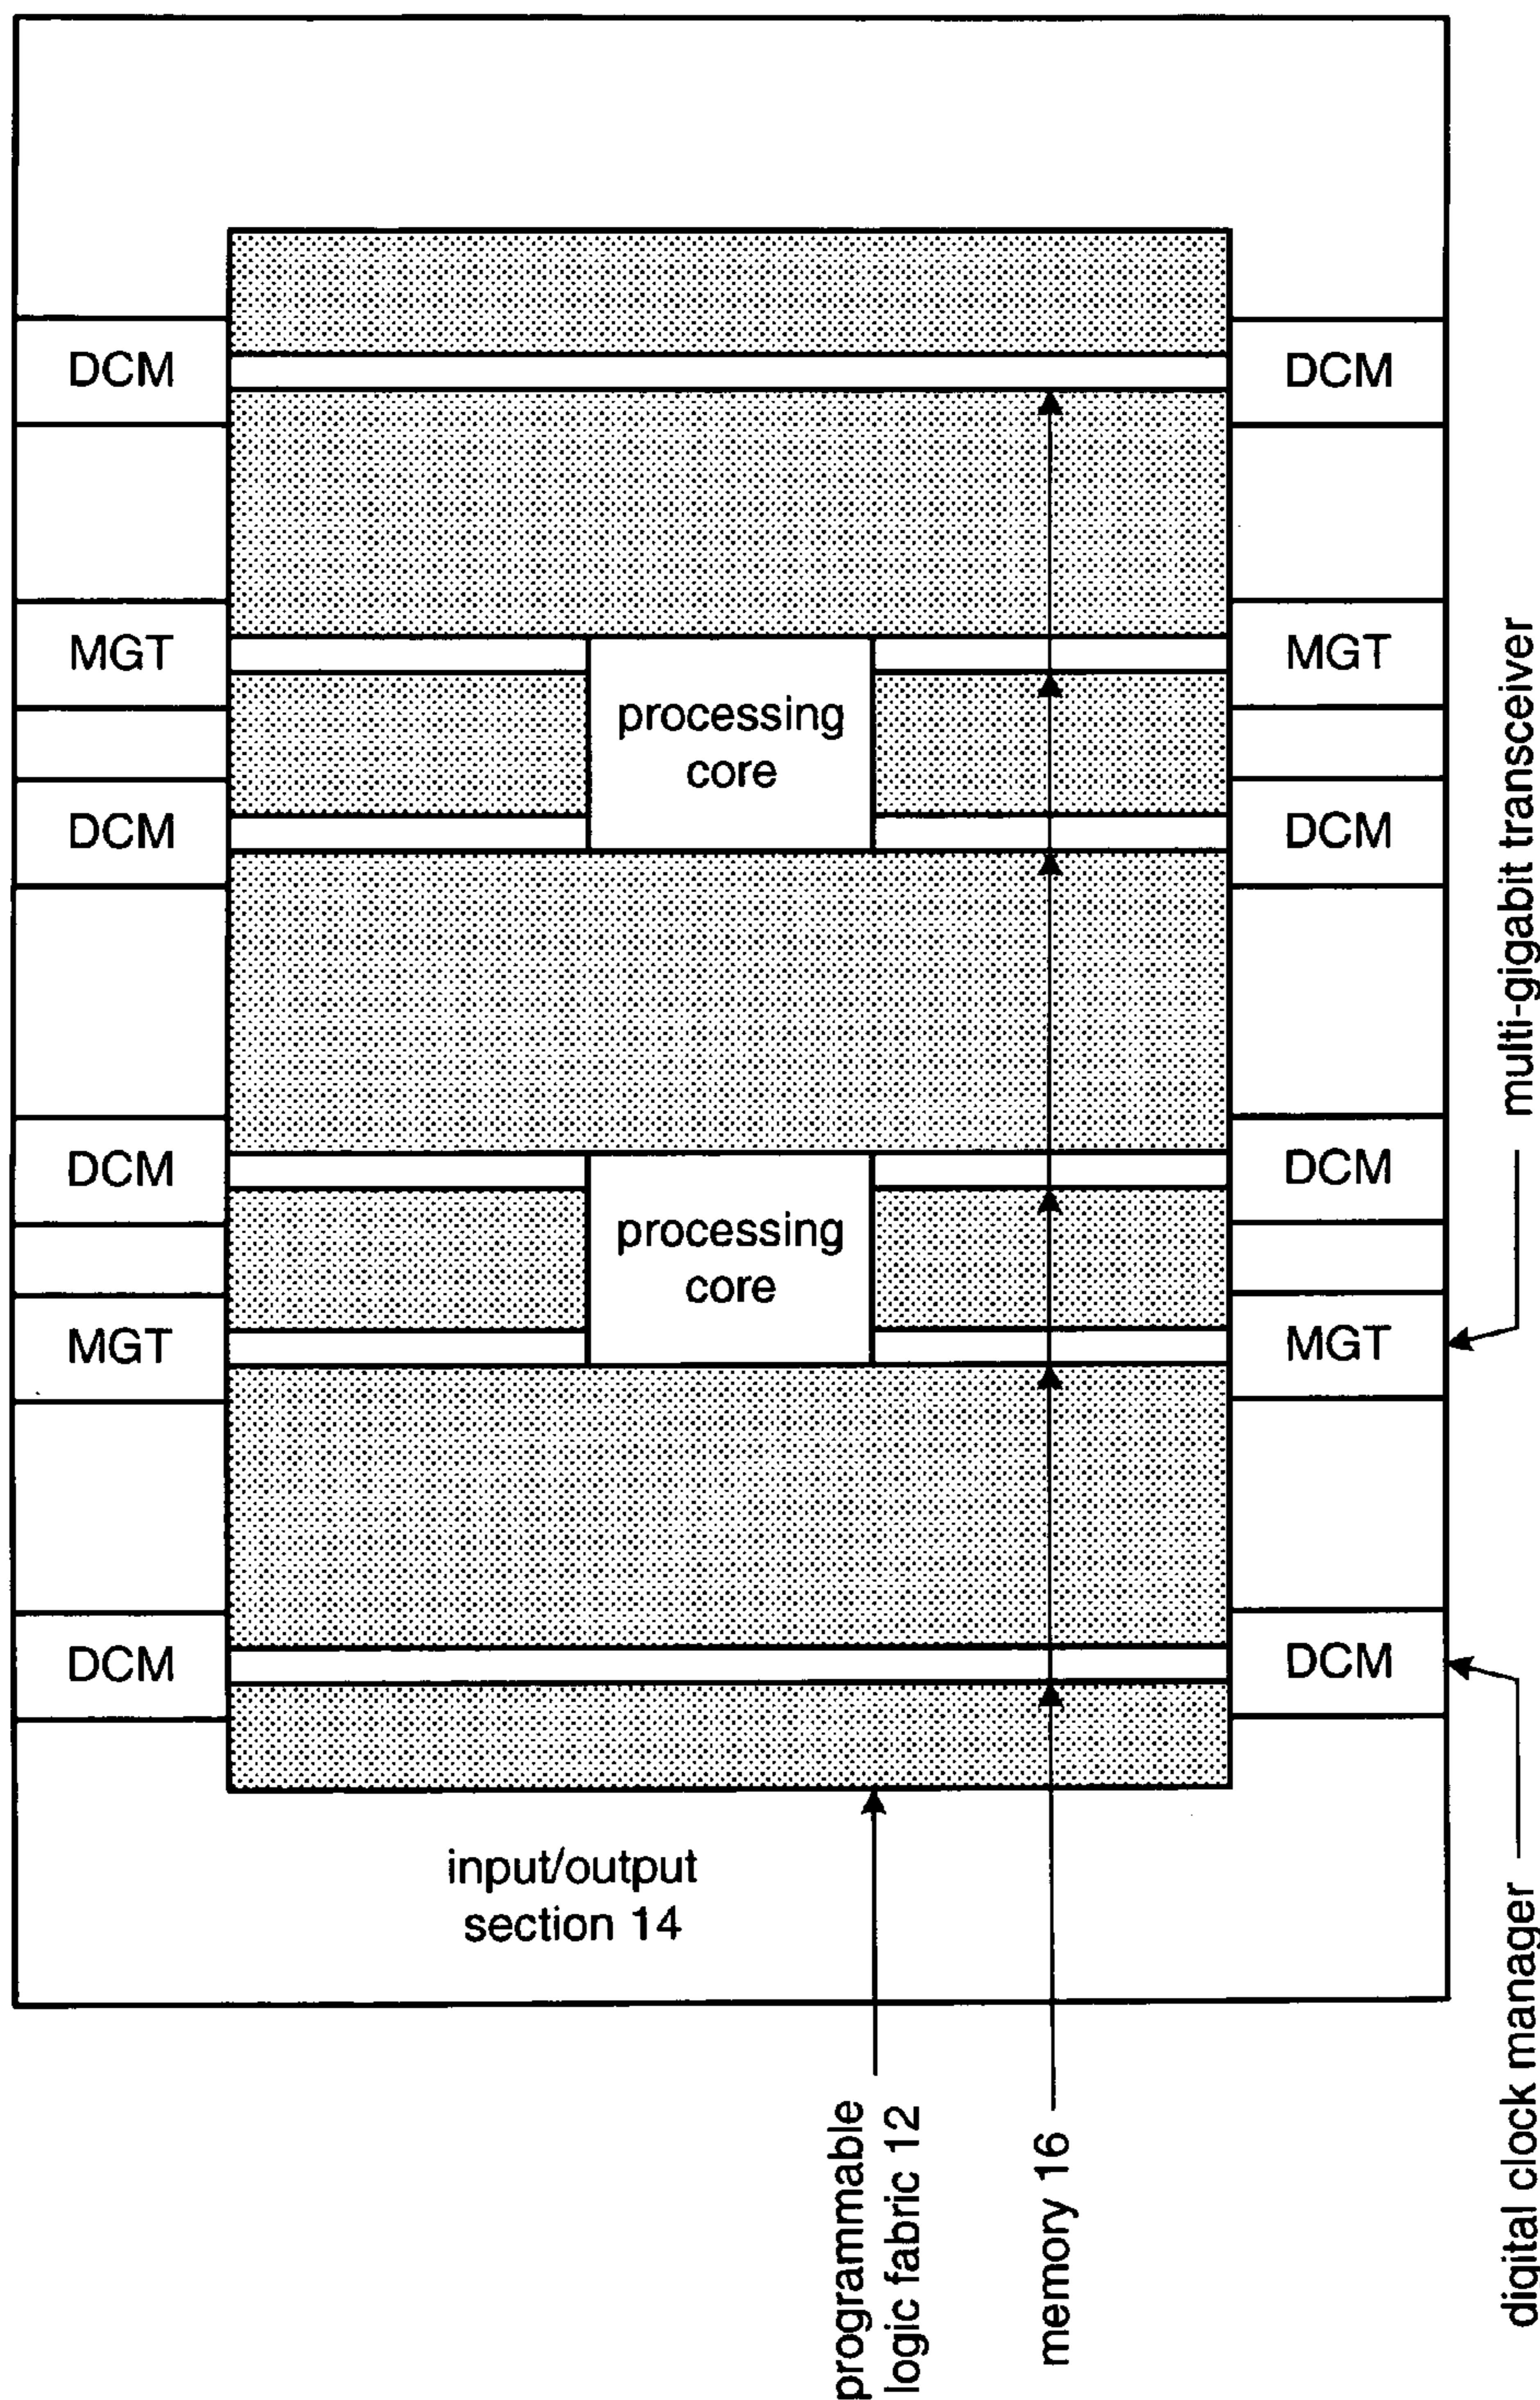 DCM
DCM
MGT
MGT
processing
core
DCM
DCM
multi-gigabit transceiver
DCM
DCM
processing
core
MGT
MGT
DCM
DCM
input/output
section 14
programmable
logic fabric 12
memory 16
digital clock manager